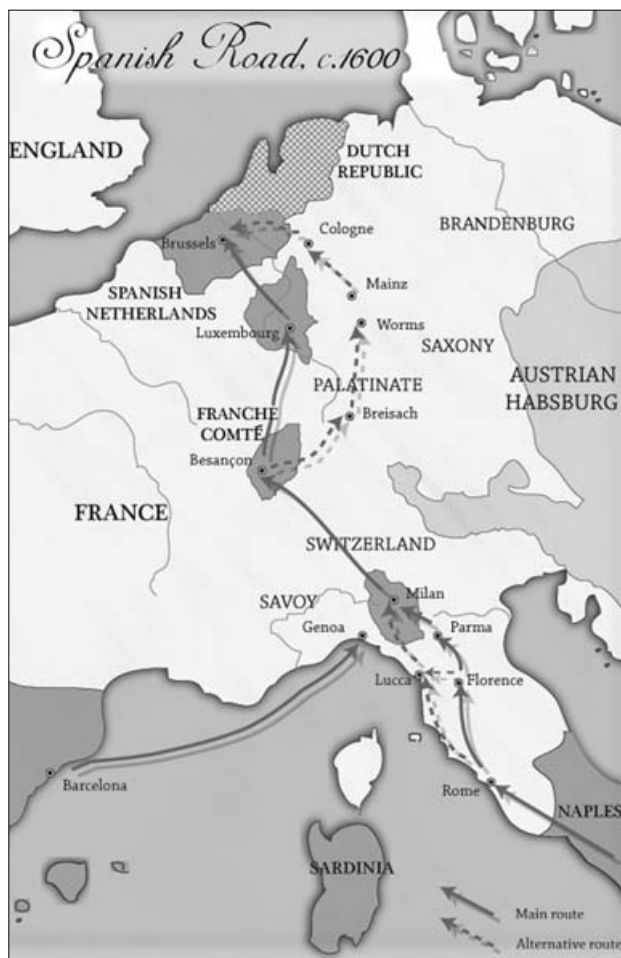 Spanish Road, c.1600
ENGLAND
DUTCH
REPUBLIC
BRANDENBURG
Brussels
Cologne
Mainz
SPANISH
NETHERLANDS
Luxembourg
Worms
SAXONY
AUSTRIAN
HABSBURG
PALATINATE
FRANCHE
COMTÉ
Breisach
Besançon
FRANCE
SWITZERLAND
Milan
SAVOY
Genoa
Parma
Lucca
Florence
Barcelona
Rome
NAPLES
SARDINIA
Main route
Alternative route